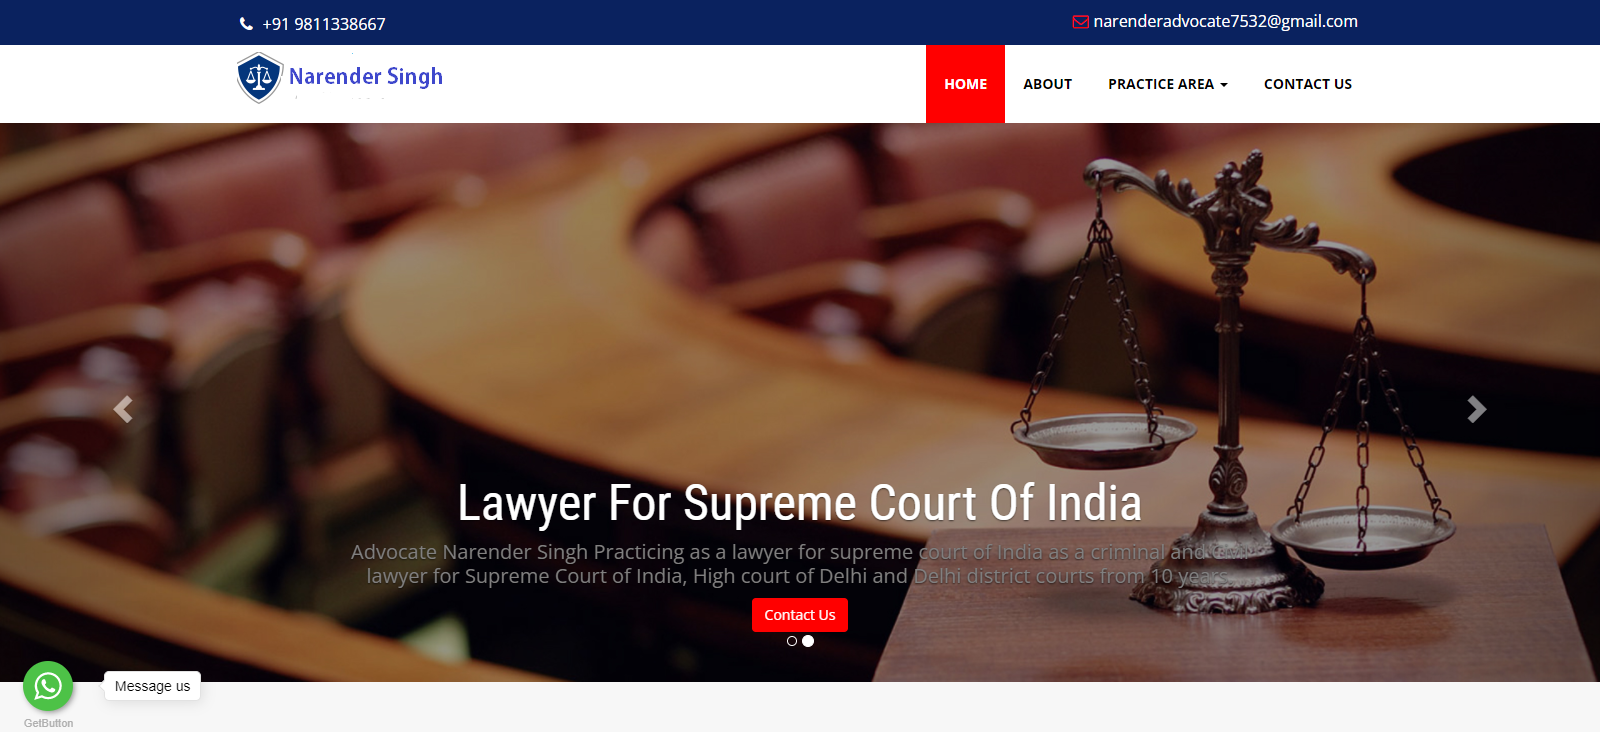 +91 9811338667
narenderadvocate7532@gmail.com
Narender Singh
HOME
ABOUT
PRACTICE AREA
CONTACT US
Lawyer For Supreme Court Of India
Advocate Narender Singh Practicing as a lawyer for supreme court of India as a criminal and Civil
lawyer for Supreme Court of India, High court of Delhi and Delhi district courts from 10 years.
Contact Us
Message us
GetButton